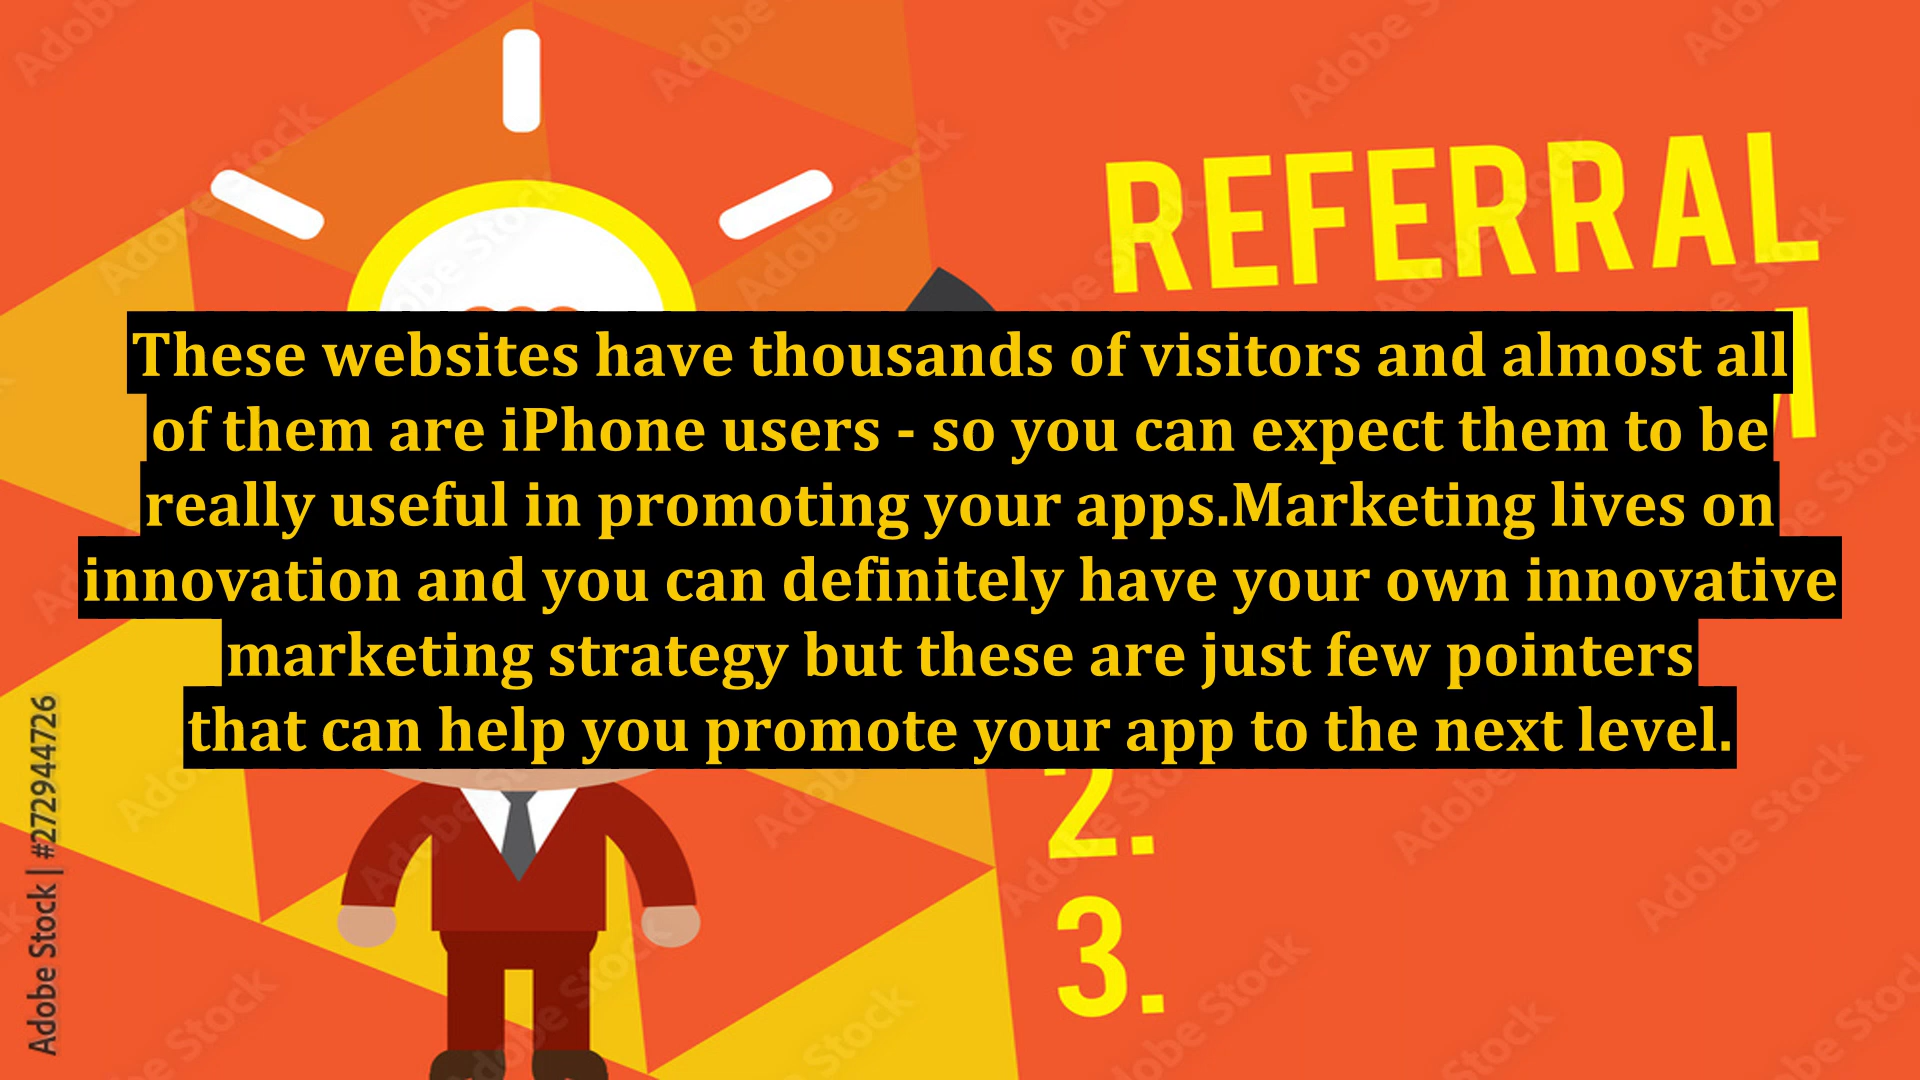 REFERRAL
These websites have thousands of visitors and almost all
of them are iPhone users - so you can expect them to be
really useful in promoting your apps.Marketing lives on
innovation and you can definitely have your own innovative
marketing strategy but these are just few pointers
that can help you promote your app to the next level.
2.
3.
Adobe Stock | #272944726
Adobe Stock